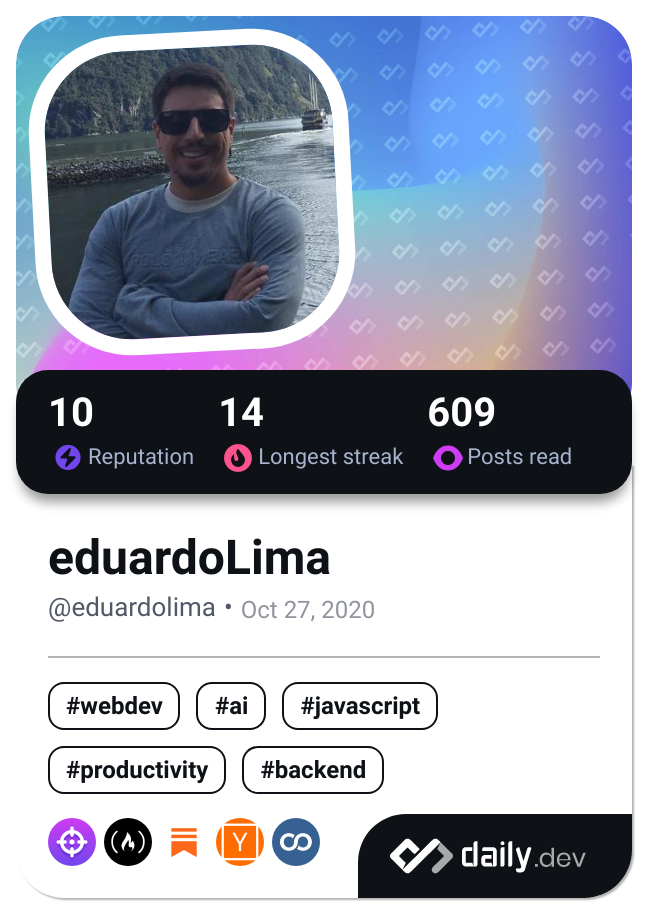 10 14 609
Reputation Longest streak Posts read
eduardoLima
@eduardolima • Oct 27, 2020
#webdev #ai #javascript
#productivity #backend
Y
daily.dev